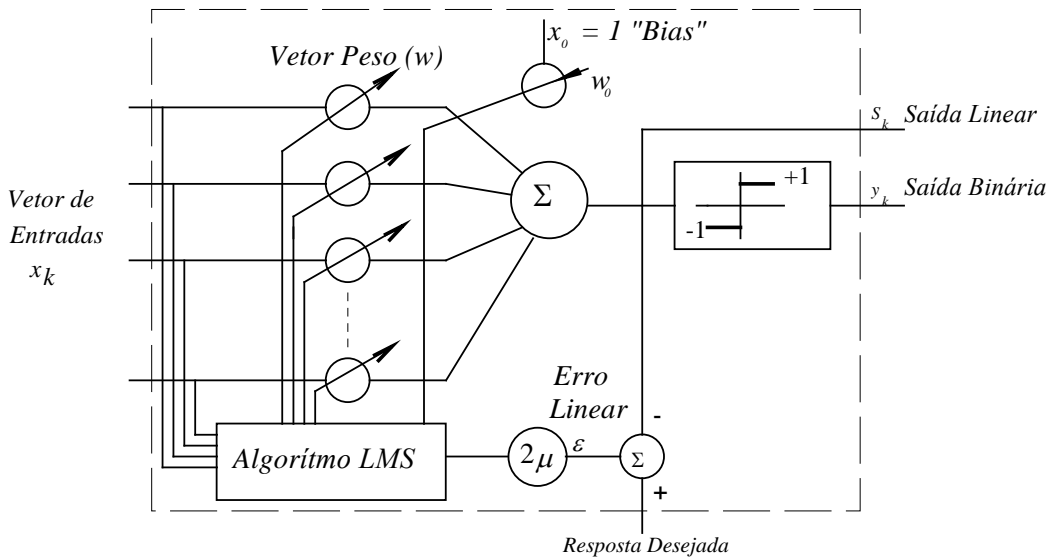 x₀ = 1 "Bias"
Vetor Peso (w)
w₀
Sₖ Saída Linear
+1
-1
yₖ Saída Binária
Σ
Vetor de
Entradas
xₖ
Erro
Linear
-
Algorítmo LMS
2μ
ε
Σ
+
Resposta Desejada